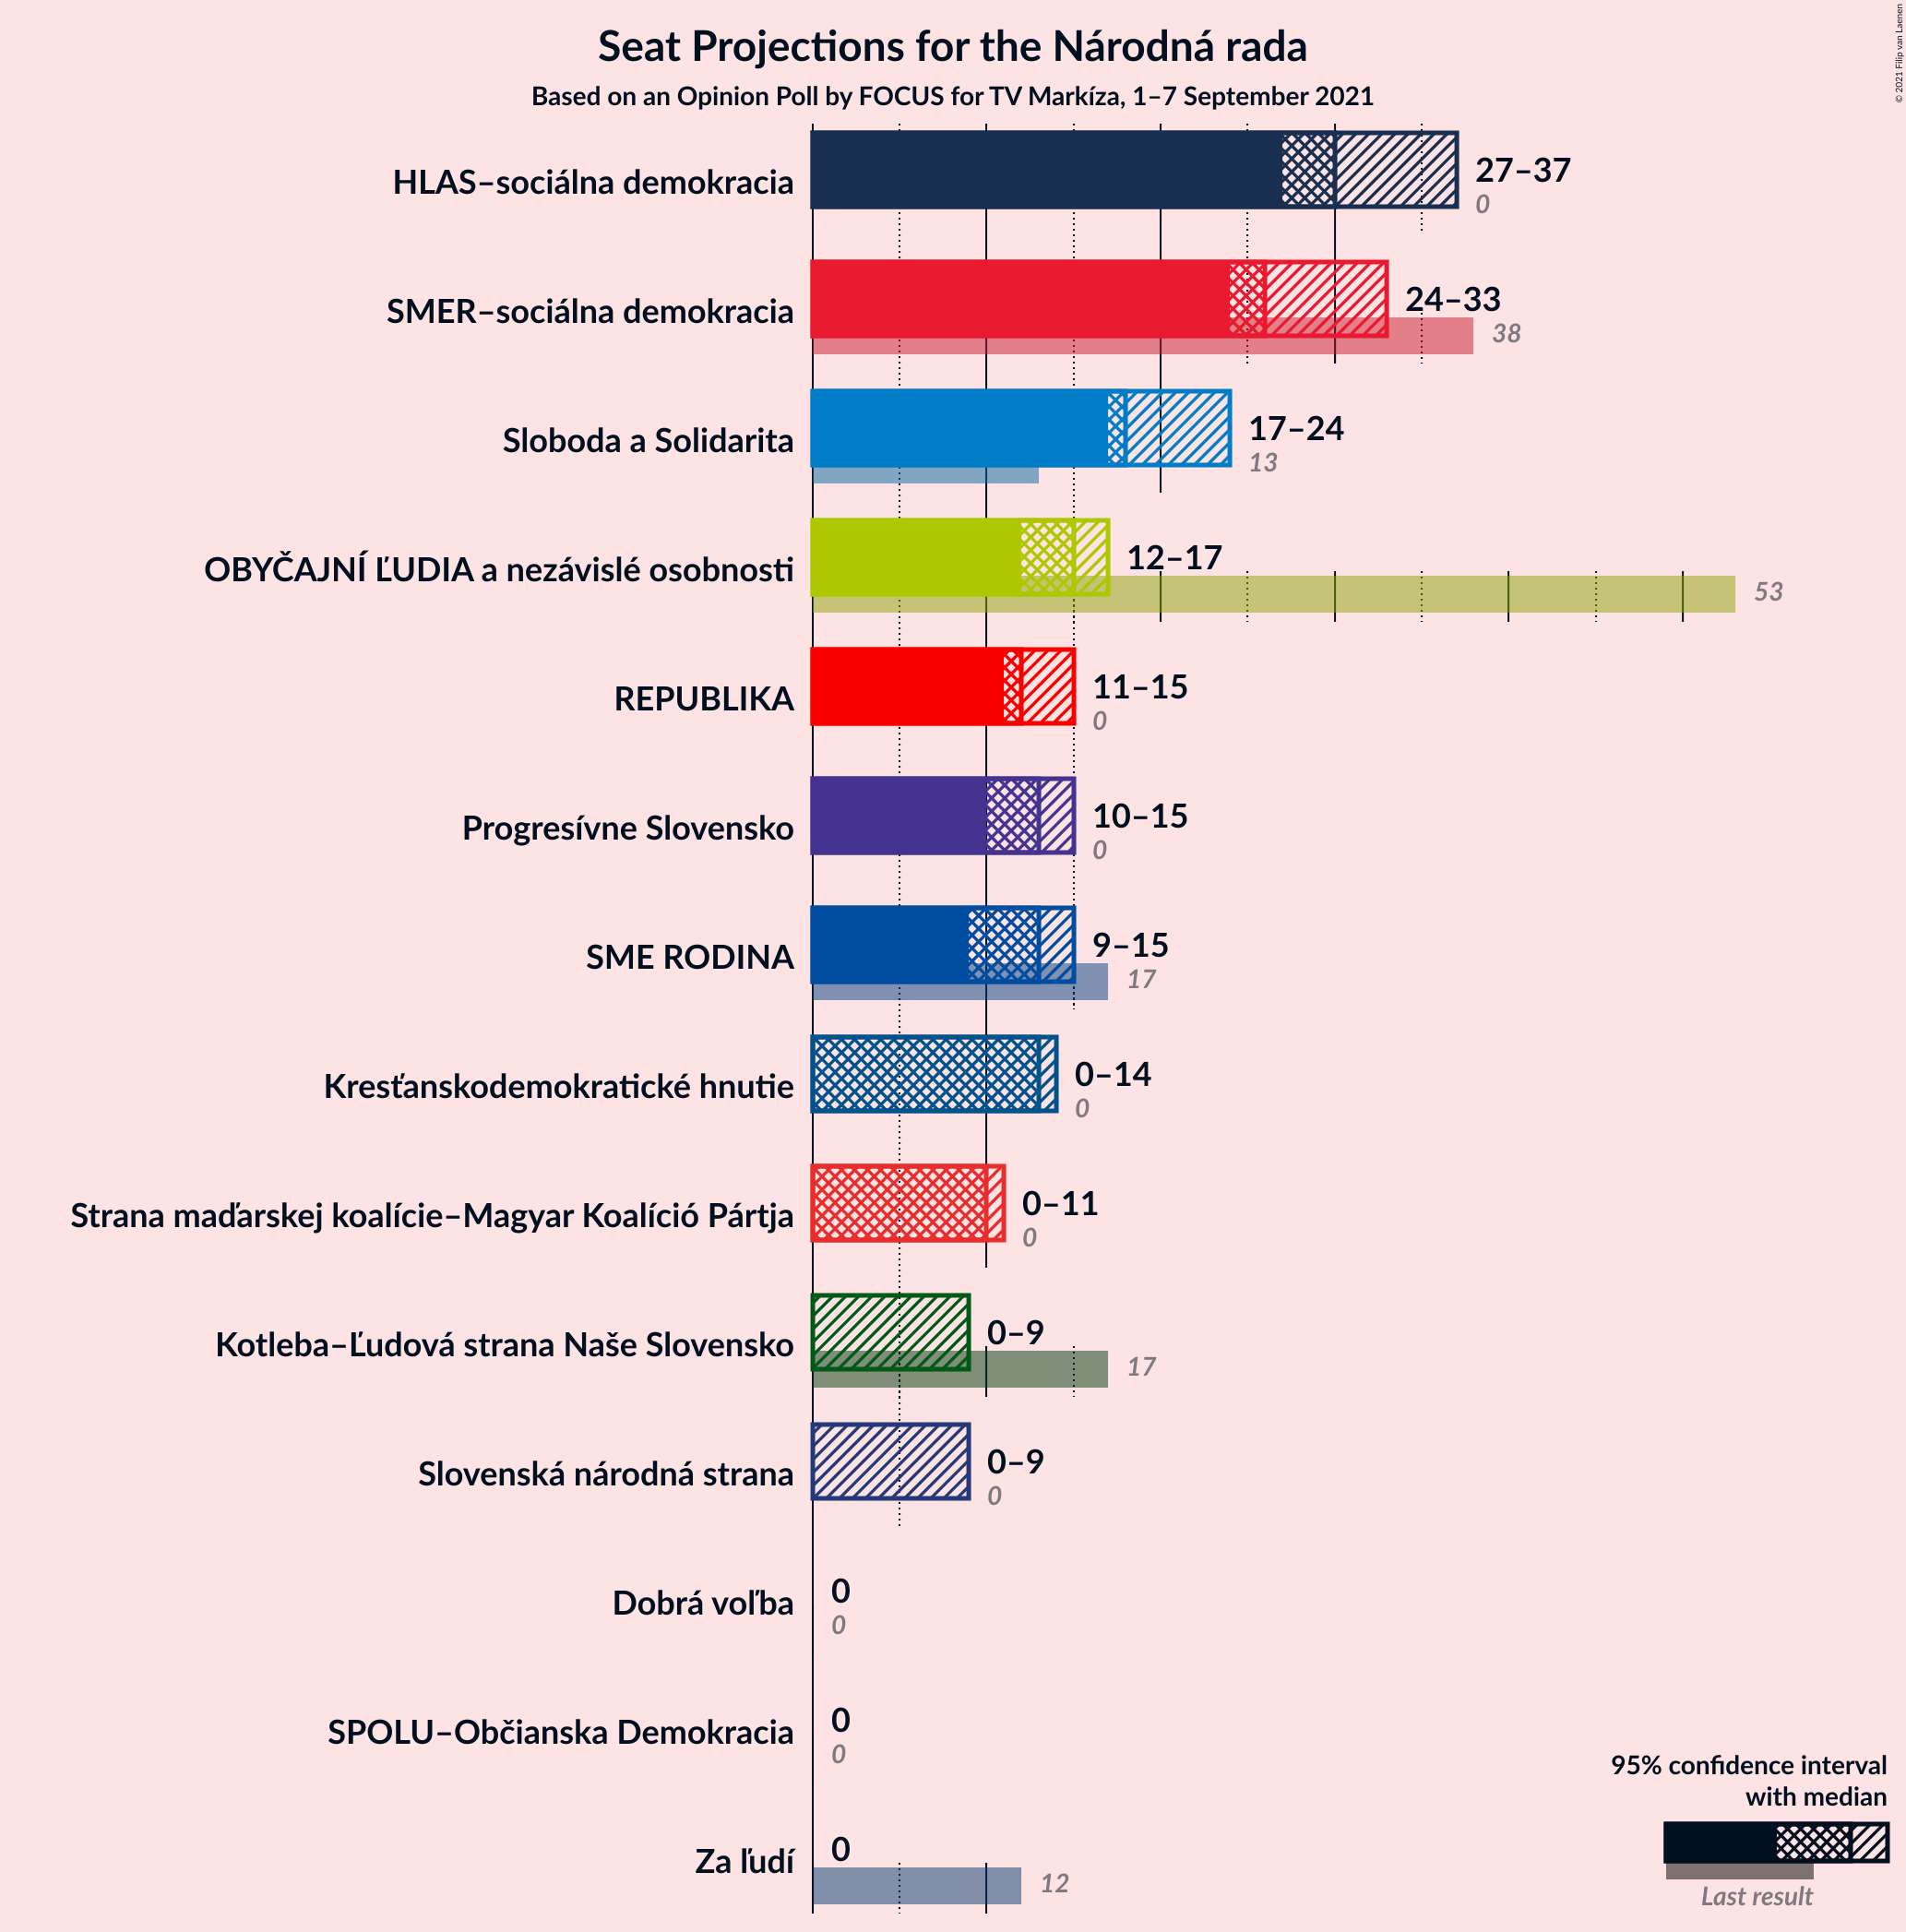 Seat Projections for the Národná rada
Based on an Opinion Poll by FOCUS for TV Markíza, 1–7 September 2021
© 2021 Filip van Laenen
HLAS–sociálna demokracia
27–37
0
SMER–sociálna demokracia
24–33
38
Sloboda a Solidarita
17–24
13
OBYČAJNÍ ĽUDIA a nezávislé osobnosti
12–17
53
REPUBLIKA
11–15
0
Progresívne Slovensko
10–15
0
SME RODINA
9–15
17
Kresťanskodemokratické hnutie
0–14
0
Strana maďarskej koalície–Magyar Koalíció Pártja
0–11
0
Kotleba–Ľudová strana Naše Slovensko
0–9
17
Slovenská národná strana
0–9
0
Dobrá voľba
0
0
SPOLU–Občianska Demokracia
0
0
Za ľudí
0
12
95% confidence interval
with median
Last result